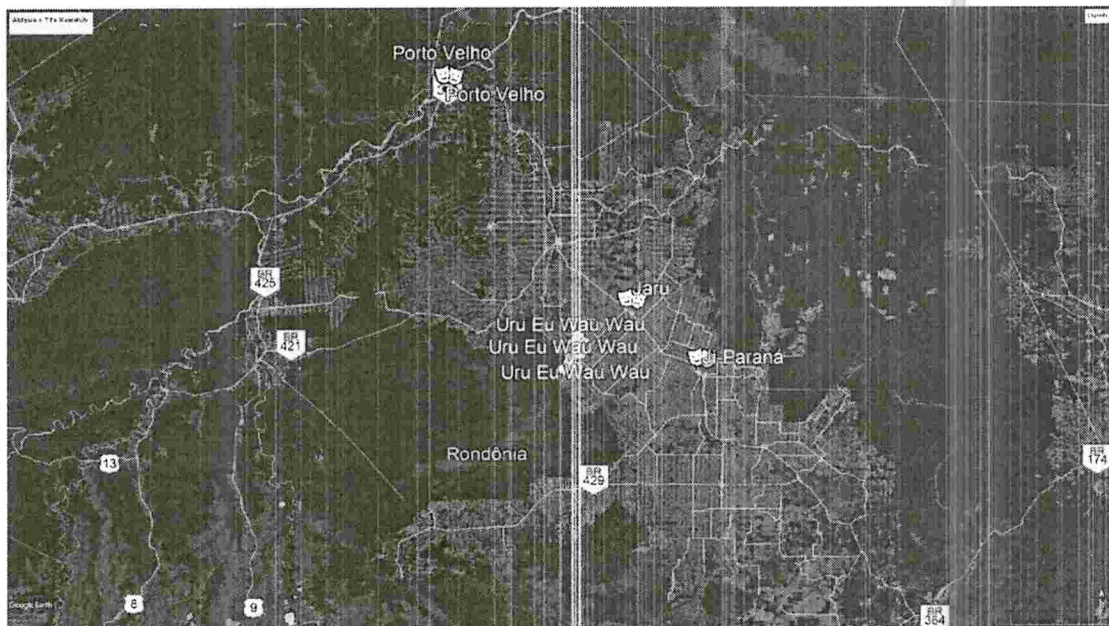 Porto Velho
Porto Velho
BR
425
Jaru
Uru Eu Wau Wau
BR
421
Uru Eu Wau Wau
Ji-Paraná
Uru Eu Wau Wau
Rondônia
13
BR
429
BR
174
Google Earth
8
9
BR
364